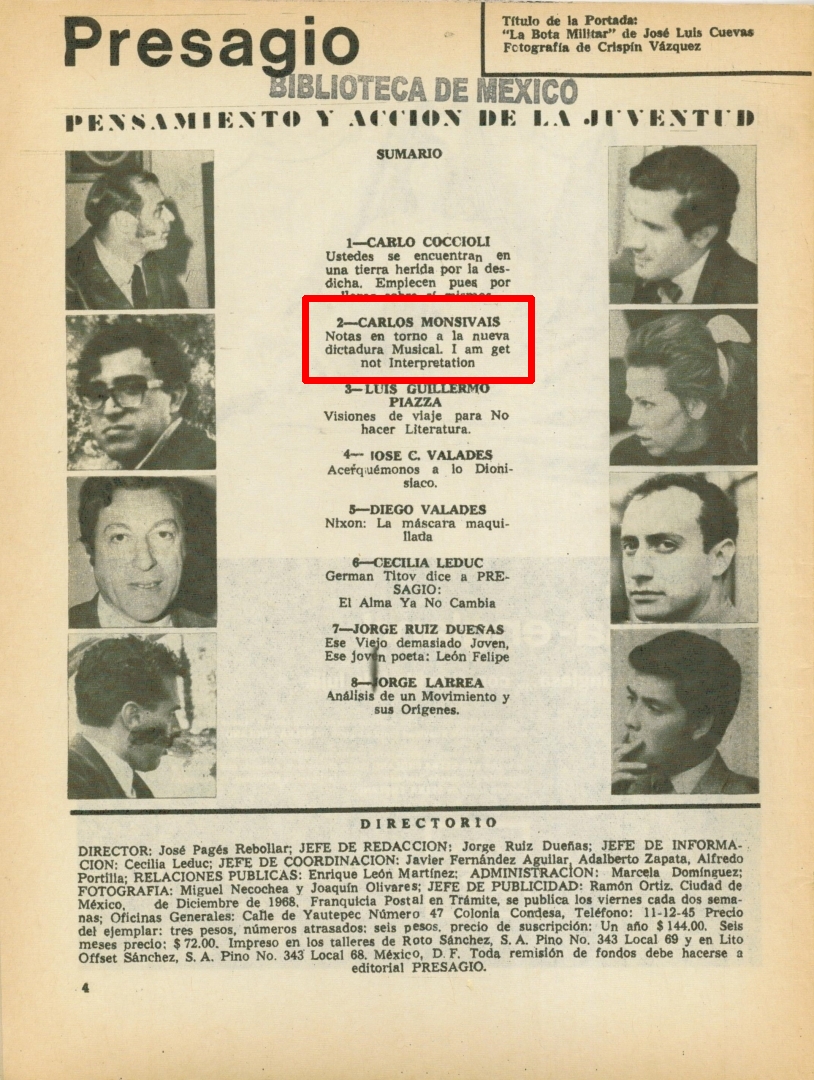 Presagio
Título de la Portada:
"La Bota Militar" de José Luis Cuevas
Fotografía de Crispín Vázquez
BIBLIOTECA DE MEXICO
PENSAMIENTO Y ACCION DE LA JUVENTUD
SUMARIO
1—CARLO COCCIOLI
Ustedes se encuentran en
una tierra herida por la des-
dicha. Empiecen pues por
2—CARLOS MONSIVAIS
Notas en torno a la nueva
dictadura Musical. I am get
not Interpretation
3—LUIS GUILLERMO
PIAZZA
Visiones de viaje para No
hacer Literatura.
4— JOSE C. VALADES
Acerquémonos a lo Dioni-
siaco.
5—DIEGO VALADES
Nixon: La máscara maqui-
llada
6—CECILIA LEDUC
German Titov dice a PRE-
SAGIO:
El Alma Ya No Cambia
7—JORGE RUIZ DUEÑAS
Ese Viejo demasiado Joven,
Ese joven poeta: León Felipe
8—JORGE LARREA
Análisis de un Movimiento y
sus Orígenes.
DIRECTORIO
DIRECTOR: José Pagés Rebollar; JEFE DE REDACCION: Jorge Ruiz Dueñas; JEFE DE INFORMA-
CION: Cecilia Leduc; JEFE DE COORDINACION: Javier Fernández Aguilar, Adalberto Zapata, Alfredo
Portilla; RELACIONES PUBLICAS: Enrique León Martínez; ADMINISTRACION: Marcela Domínguez;
FOTOGRAFIA: Miguel Necochea y Joaquín Olivares; JEFE DE PUBLICIDAD: Ramón Ortiz. Ciudad de
México, de Diciembre de 1968. Franquicia Postal en Trámite, se publica los viernes cada dos sema-
nas; Oficinas Generales: Calle de Yautepec Número 47 Colonia Condesa, Teléfono: 11-12-45 Precio
del ejemplar: tres pesos, números atrasados: seis pesos, precio de suscripción: Un año $ 144.00. Seis
meses precio: $ 72.00. Impreso en los talleres de Roto Sánchez, S. A. Pino No. 343 Local 69 y en Lito
Offset Sánchez, S. A. Pino No. 343 Local 68. México, D. F. Toda remisión de fondos debe hacerse a
editorial PRESAGIO.
4